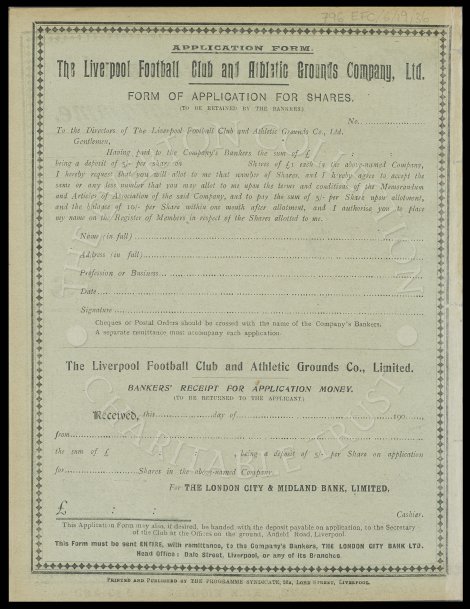 796 EFC/6/19/36
APPLICATION FORM.
The Liverpool Football Club and Athletic Grounds Company, Ltd.
FORM OF APPLICATION FOR SHARES.
(TO BE RETAINED BY THE BANKERS)
No.
To the Directors of The Liverpool Football Club and Athletic Grounds Co., Ltd.
Gentlemen,
Having paid to the Company's Bankers the sum of £
being a deposit of 5/- per share on Shares of £1 each in the above-named Company,
I hereby request that you will allot to me that number of Shares, and I hereby agree to accept the
same or any less number that you may allot to me upon the terms and conditions of the Memorandum
and Articles of Association of the said Company, and to pay the sum of 5/- per Share upon allotment,
and the balance of 10/- per Share within one month after allotment, and I authorise you to place
my name on the Register of Members in respect of the Shares allotted to me.
Name (in full)
Address (in full)
Profession or Business
Date
Signature
Cheques or Postal Orders should be crossed with the name of the Company's Bankers.
A separate remittance must accompany each application.
The Liverpool Football Club and Athletic Grounds Co., Limited.
BANKERS' RECEIPT FOR APPLICATION MONEY.
(TO BE RETURNED TO THE APPLICANT)
Received, this day of 190
from
the sum of £ , being a deposit of 5/- per Share on application
for Shares in the above-named Company.
For THE LONDON CITY & MIDLAND BANK, LIMITED.
£ : : Cashier.
This Application Form may also, if desired, be handed with the deposit payable on application, to the Secretary
of the Club at the Offices on the ground, Anfield Road, Liverpool.
This Form must be sent ENTIRE, with remittance, to the Company's Bankers, THE LONDON CITY BANK LTD.
Head Office: Dale Street, Liverpool, or any of its Branches.
PRINTED AND PUBLISHED BY THE PROGRAMME SYNDICATE, LORD STREET, LIVERPOOL.
CHARITABLE TRUST